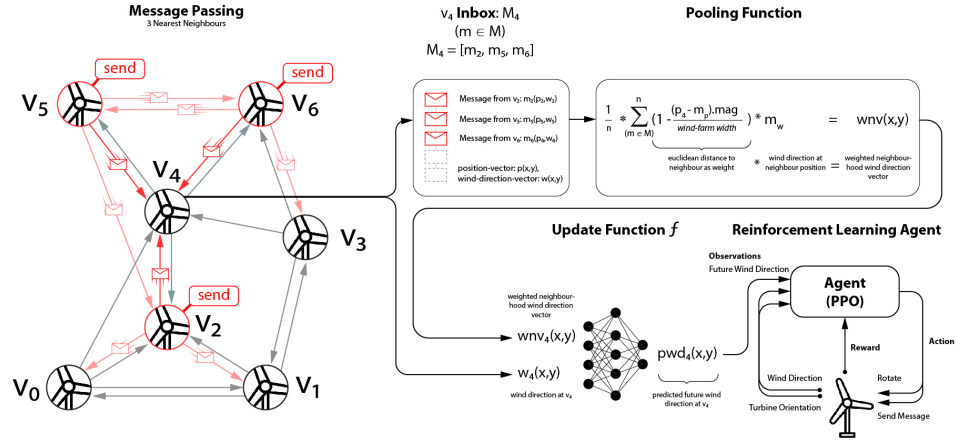 Message Passing
3 Nearest Neighbours
send
send
V5
V6
V4
V3
send
V2
V0
V1
v4 Inbox: M4
(m ∈ M)
M4 = [m2, m5, m6]
Message from v2: m2(p2,w2)
Message from v5: m5(p5,w5)
Message from v6: m6(p6,w6)
position-vector: p(x,y),
wind-direction-vector: w(x,y)
Pooling Function
1/n * n∑(m ∈ M) (1 - (p4 - mp).mag / wind-farm width) * mw = wnv(x,y)
euclican distance to
neighbour as weight
*
wind direction at
neighbour position
=
weighted neighbour-
hood wind direction
vector
Update Function f
weighted neighbour-
hood wind direction
vector
wnv4(x,y)
w4(x,y)
wind direction at v4
pwd4(x,y)
predicted future wind
direction at v4
Reinforcement Learning Agent
Observations
Future Wind Direction
Agent
(PPO)
Reward
Action
Wind Direction
Turbine Orientation
Rotate
Send Message